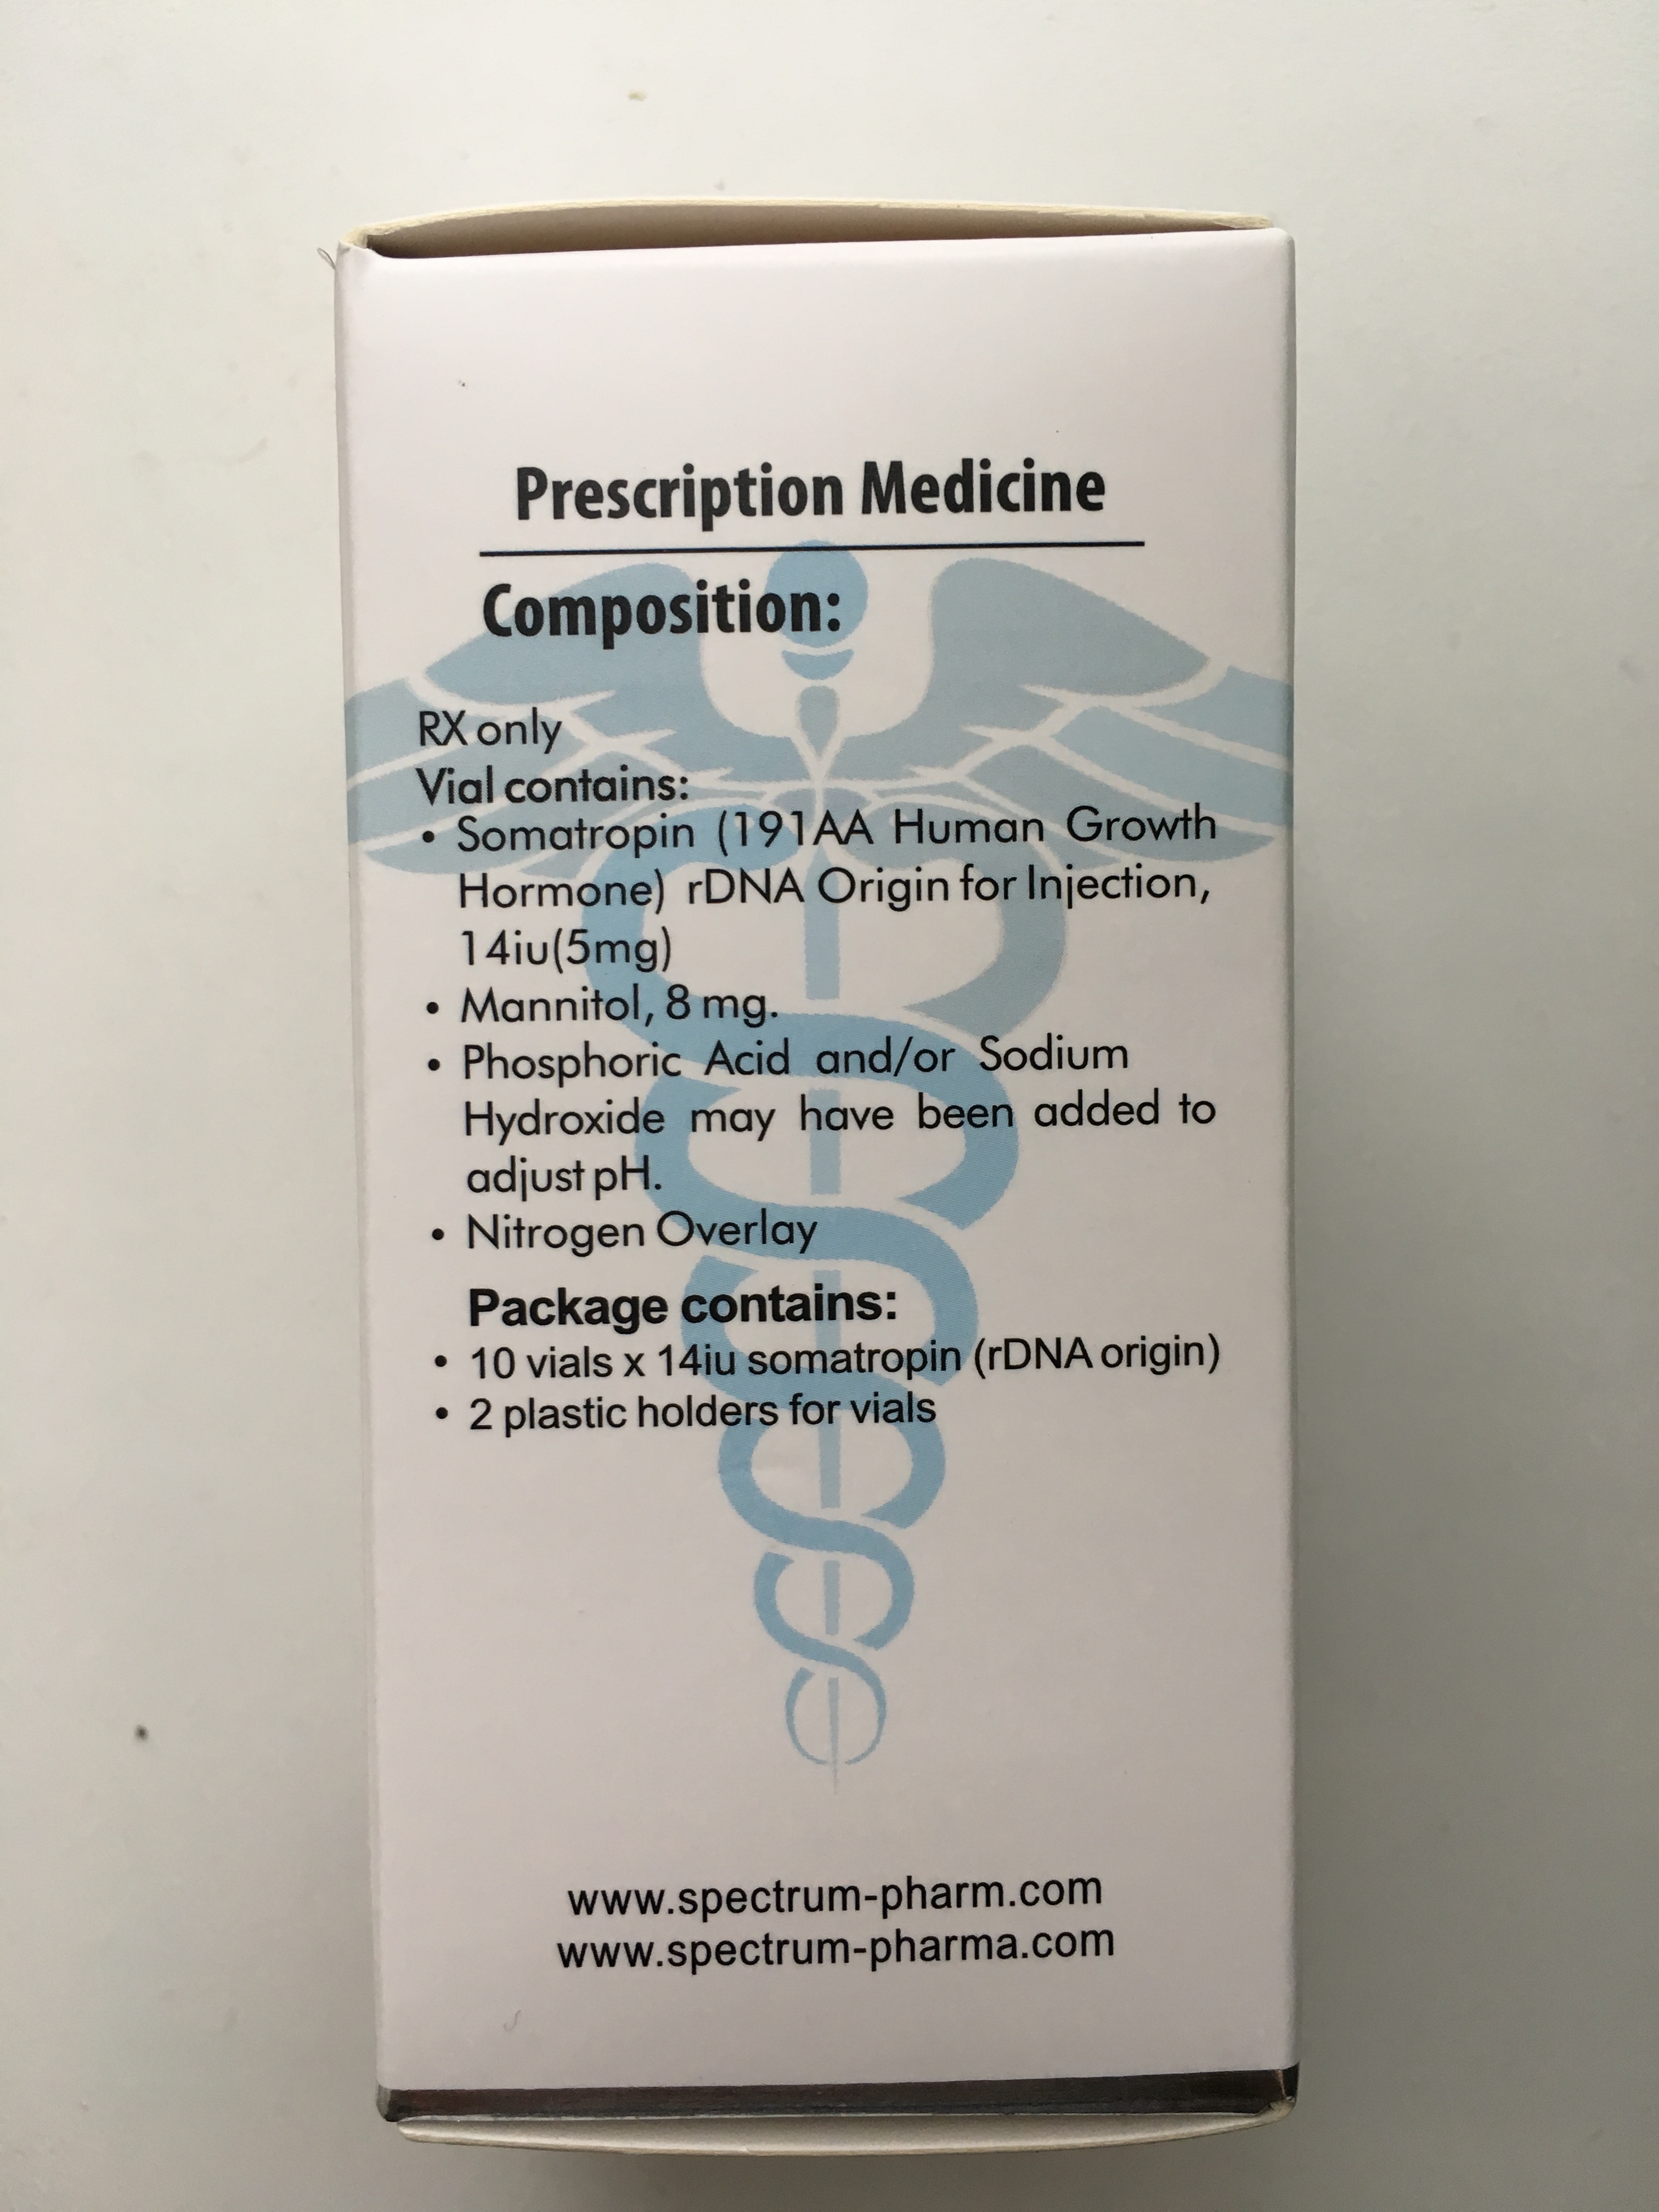 Prescription Medicine
Composition:
RX only
Vial contains:
• Somatropin (191AA Human Growth
Hormone) rDNA Origin for Injection,
14iu(5mg)
• Mannitol, 8 mg.
• Phosphoric Acid and/or Sodium
Hydroxide may have been added to
adjust pH.
• Nitrogen Overlay
Package contains:
• 10 vials x 14iu somatropin (rDNA origin)
• 2 plastic holders for vials
www.spectrum-pharm.com
www.spectrum-pharma.com